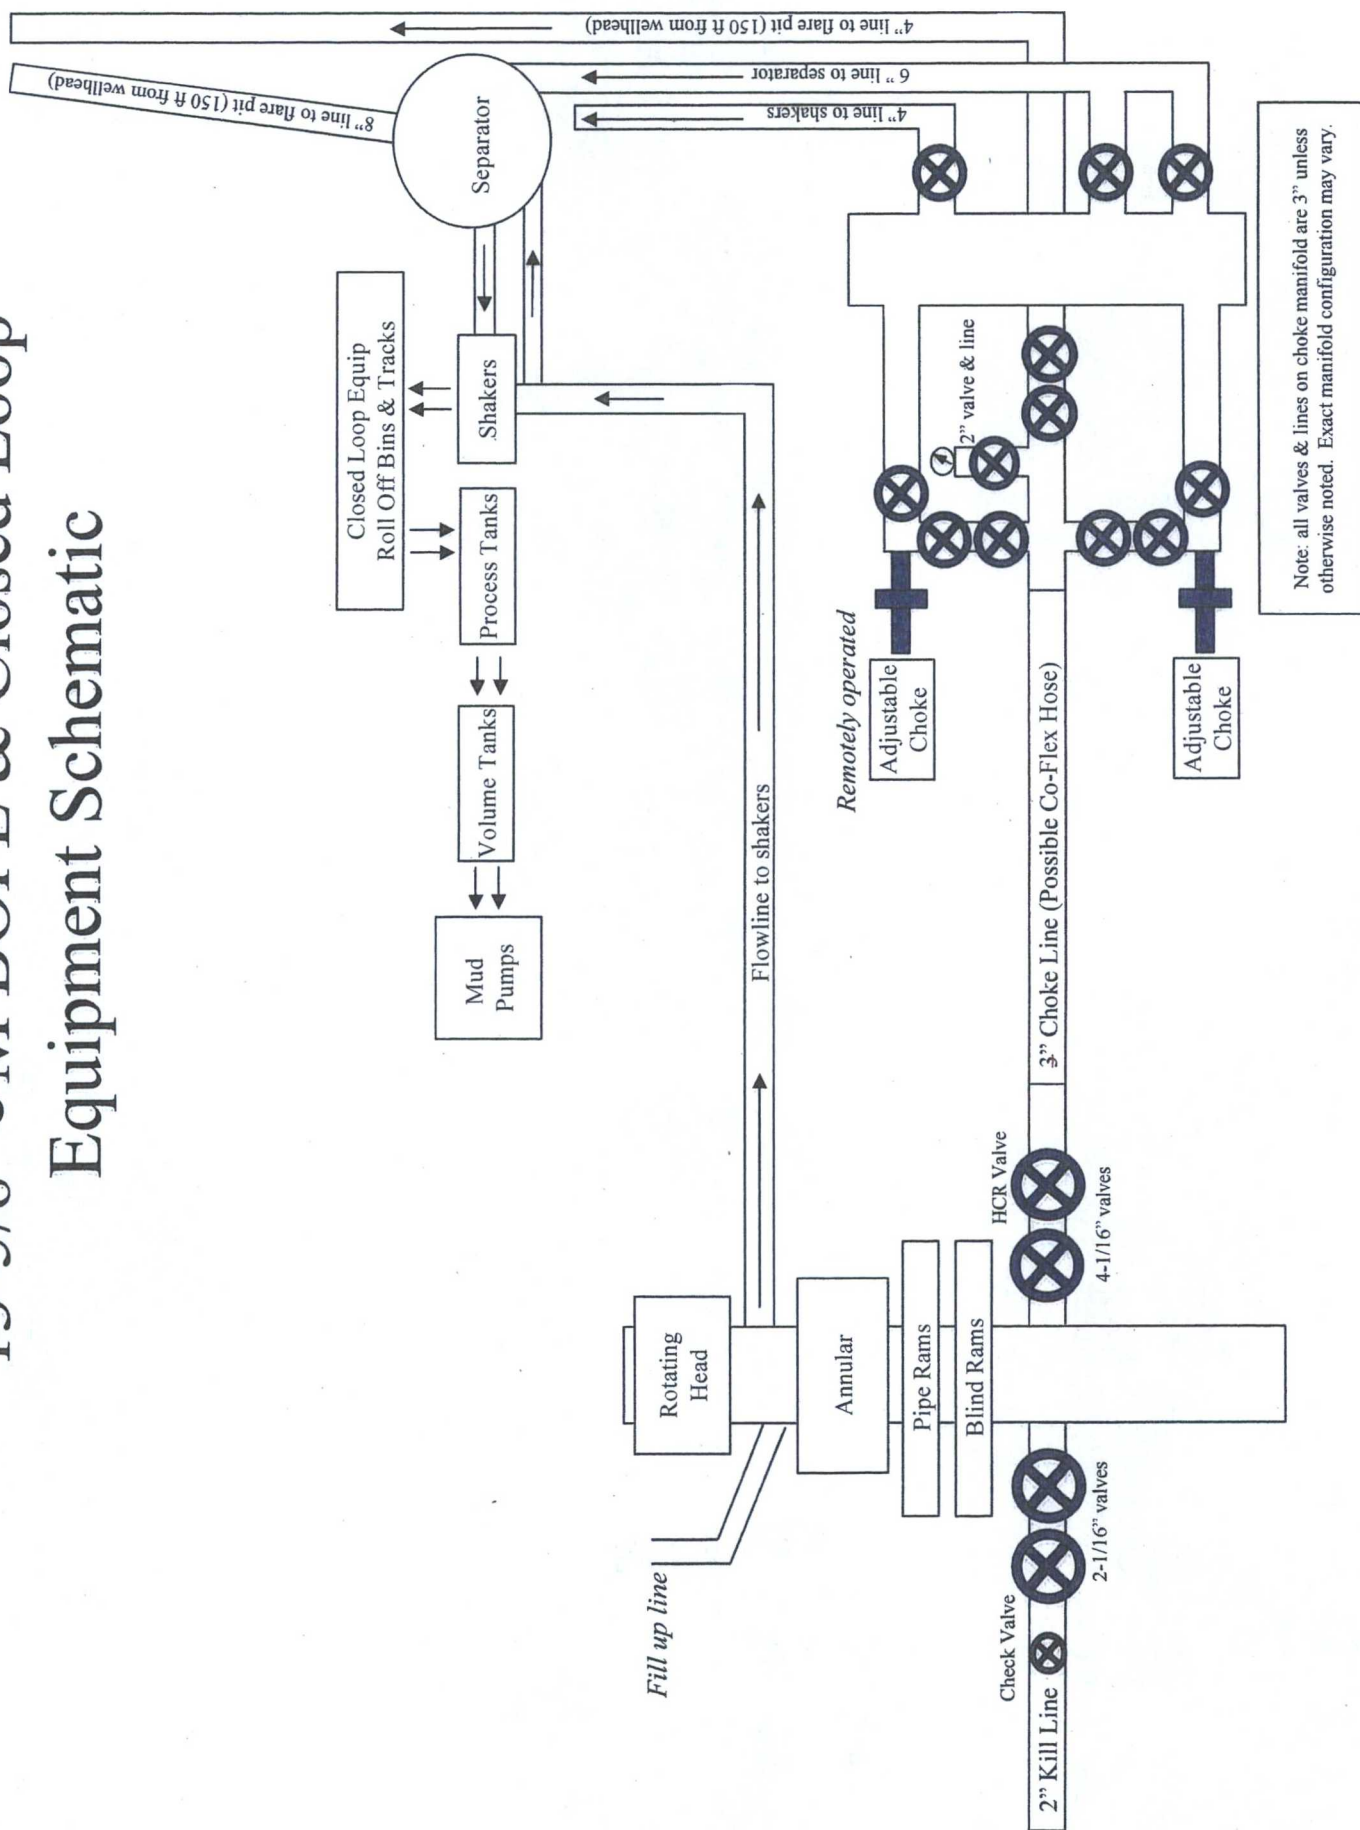 Equipment Schematic
4” line to flare pit (150 ft from wellhead)
8” line to flare pit (150 ft from wellhead)
Separator
6” line to separator
4” line to shakers
Closed Loop Equip
Roll Off Bins & Tracks
Shakers
Process Tanks
Volume Tanks
Mud
Pumps
Flowline to shakers
2” valve & line
Remotely operated
Adjustable
Choke
Adjustable
Choke
Note: all valves & lines on choke manifold are 3” unless
otherwise noted. Exact manifold configuration may vary.
3” Choke Line (Possible Co-Flex Hose)
HCR Valve
4-1/16” valves
Rotating
Head
Fill up line
Annular
Pipe Rams
Blind Rams
2-1/16” valves
Check Valve
2” Kill Line